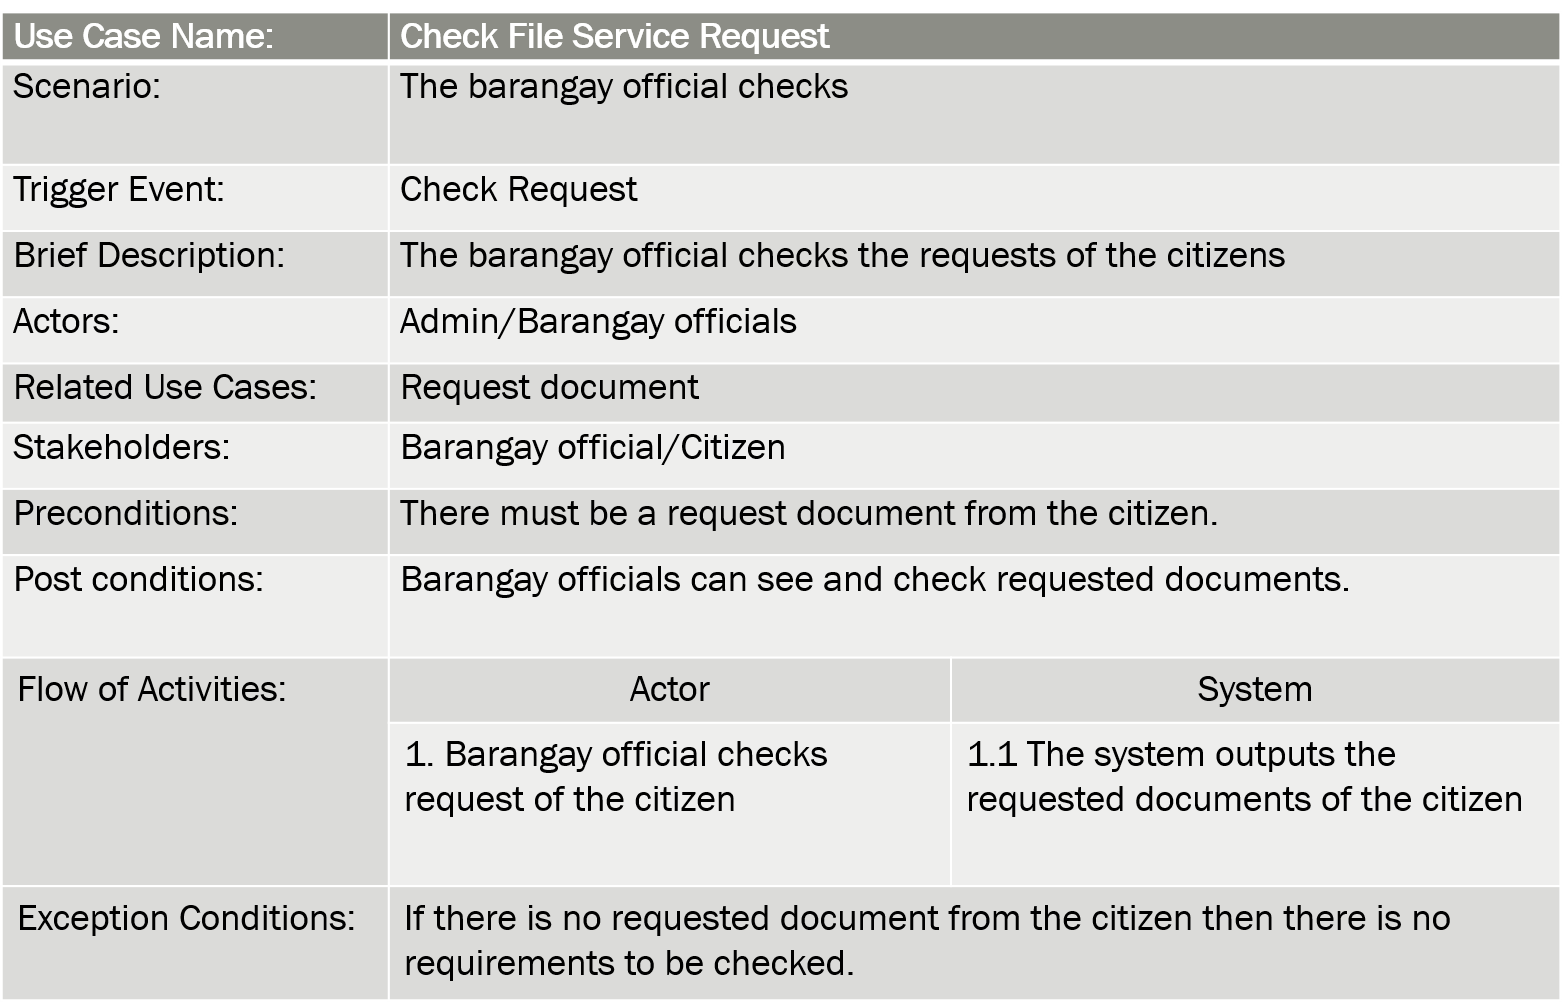 Use Case Name: Check File Service Request
Scenario: The barangay official checks
Trigger Event: Check Request
Brief Description: The barangay official checks the requests of the citizens
Actors: Admin/Barangay officials
Related Use Cases: Request document
Stakeholders: Barangay official/Citizen
Preconditions: There must be a request document from the citizen.
Post conditions: Barangay officials can see and check requested documents.
Flow of Activities: Actor System
1. Barangay official checks 1.1 The system outputs the
request of the citizen requested documents of the citizen
Exception Conditions: If there is no requested document from the citizen then there is no
requirements to be checked.